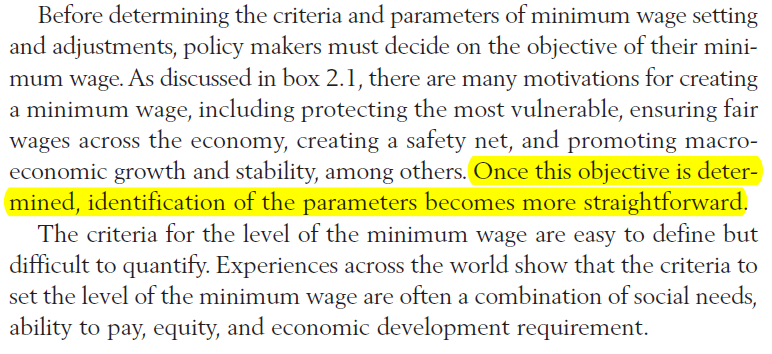 Before determining the criteria and parameters of minimum wage setting
and adjustments, policy makers must decide on the objective of their mini-
mum wage. As discussed in box 2.1, there are many motivations for creating
a minimum wage, including protecting the most vulnerable, ensuring fair
wages across the economy, creating a safety net, and promoting macro-
economic growth and stability, among others. Once this objective is deter-
mined, identification of the parameters becomes more straightforward.
The criteria for the level of the minimum wage are easy to define but
difficult to quantify. Experiences across the world show that the criteria to
set the level of the minimum wage are often a combination of social needs,
ability to pay, equity, and economic development requirement.